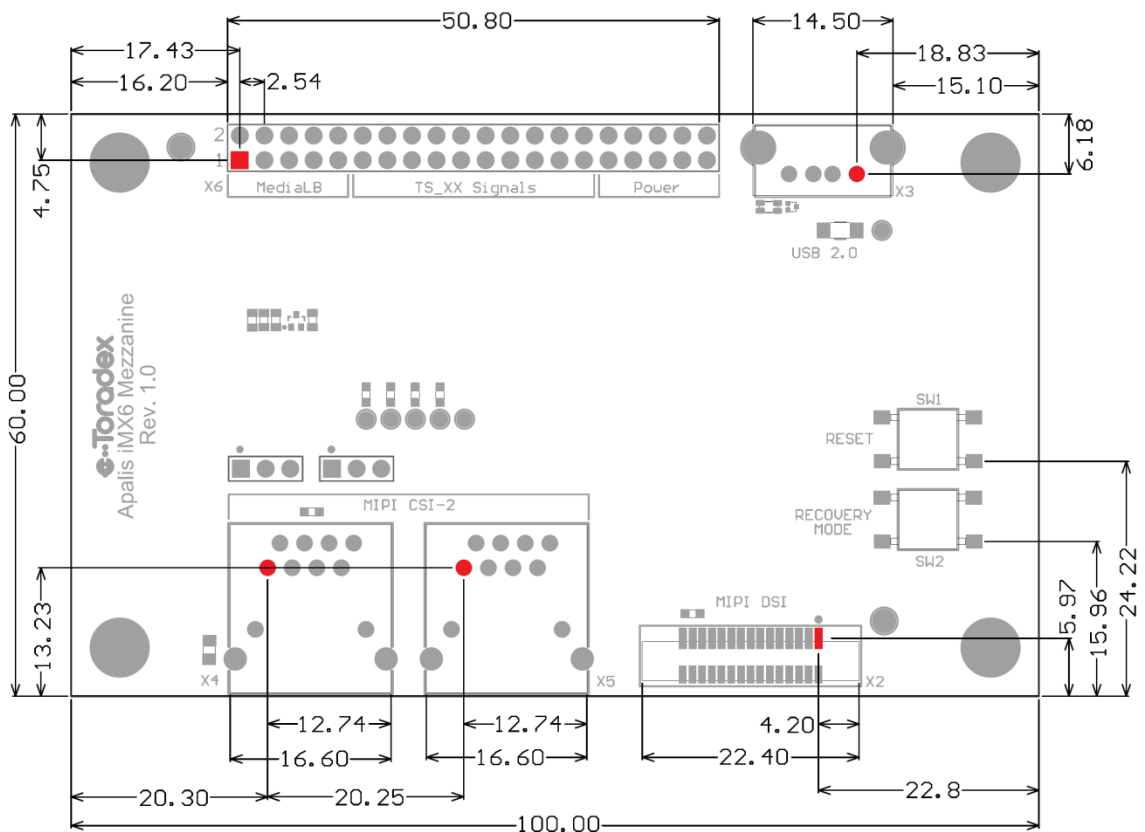 50.80
14.50
17.43
18.83
16.20
2.54
15.10
2
1
X6
MediaLB
TS_XX Signals
Power
X3
6.18
4.75
USB 2.0
60.00
Toradex
Apalis iMX6 Mezzanine
Rev. 1.0
SW1
RESET
RECOVERY
MODE
SW2
MIPI CSI-2
MIPI DSI
13.23
5.97
15.96
24.22
X4
X5
X2
12.74
12.74
4.20
16.60
16.60
22.40
20.30
20.25
22.8
100.00